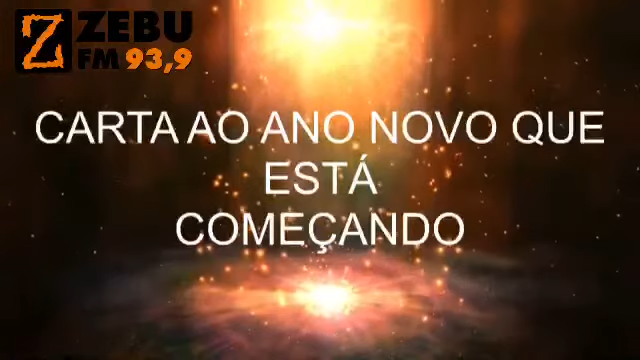 Z ZEBU
FM 93,9
CARTA AO ANO NOVO QUE
ESTÁ
COMEÇANDO